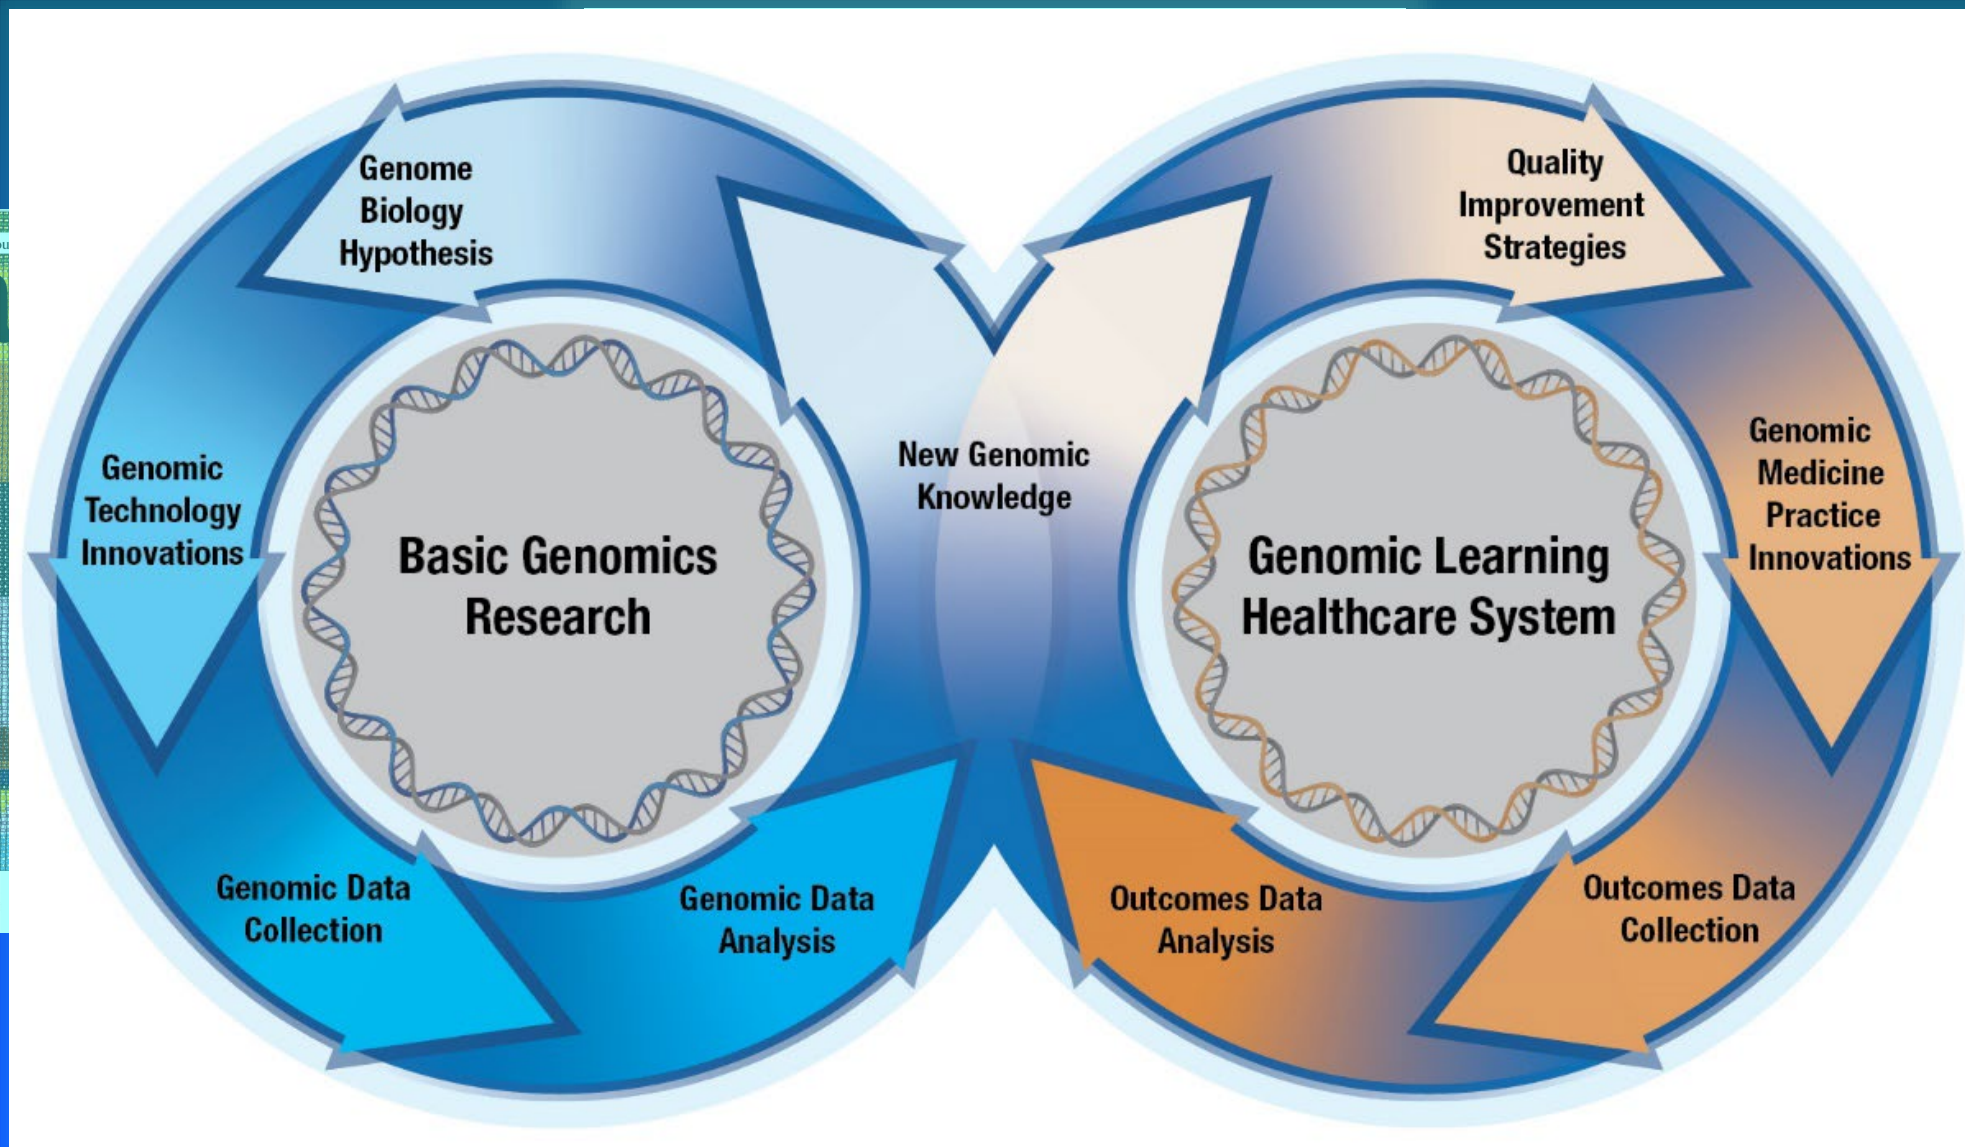 Genome
Biology
Hypothesis
Genomic
Technology
Innovations
Genomic Data
Collection
Genomic Data
Analysis
Basic Genomics
Research
New Genomic
Knowledge
Quality
Improvement
Strategies
Genomic
Medicine
Practice
Innovations
Outcomes Data
Collection
Outcomes Data
Analysis
Genomic Learning
Healthcare System